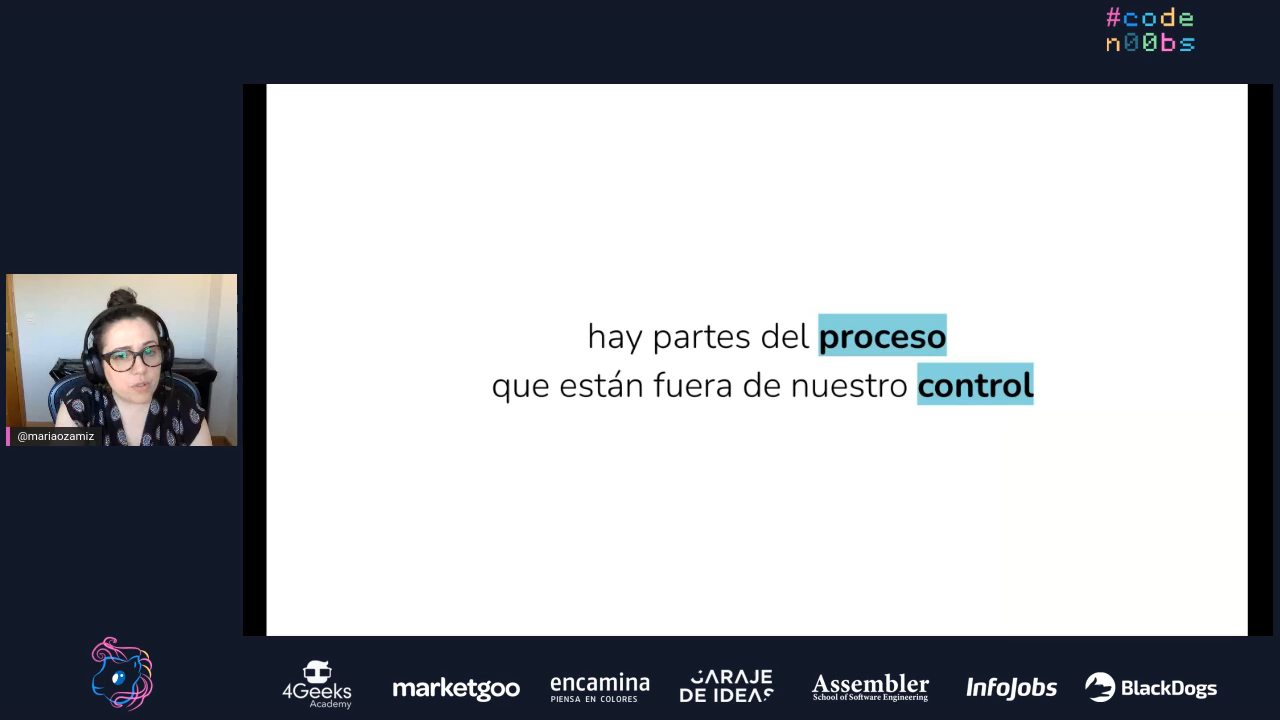 #code
n00bs
hay partes del proceso
que están fuera de nuestro control
@mariaozamiz
4Geeks
Academy
marketgoo
encamina
PIENSA EN COLORES
GARAJE
DE IDEAS
Assembler
School of Software Engineering
InfoJobs
BlackDogs